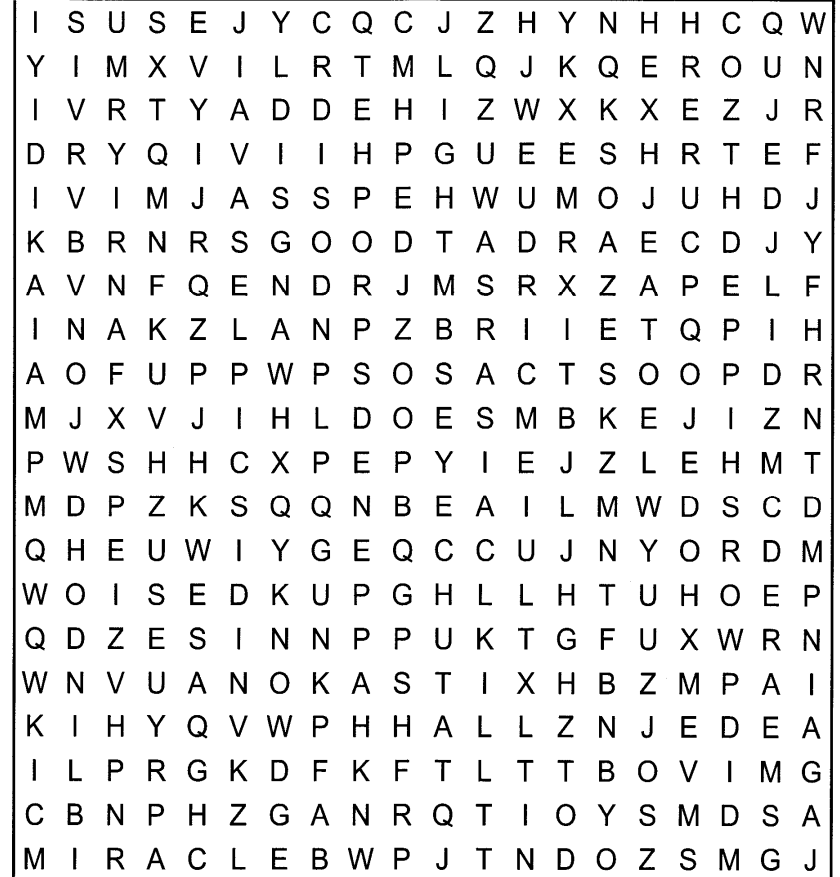 I S U S E J Y C Q C J Z H Y N H H C Q W
Y I M X V I L R T M L Q J K Q E R O U N
I V R T Y A D D E H I Z W X K X E Z J R
D R Y Q I V I I H P G U E E S H R T E F
I V I M J A S S P E H W U M O J U H D J
K B R N R S G O O D T A D R A E C D J Y
A V N F Q E N D R J M S R X Z A P E L F
I N A K Z L A N P Z B R I I E T Q P I H
A O F U P P W P S O S A C T S O O P D R
M J X V J I H L D O E S M B K E J I Z N
P W S H H C X P E P Y I E J Z L E H M T
M D P Z K S Q Q N B E A I L M W D S C D
Q H E U W I Y G E Q C C U J N Y O R D M
W O I S E D K U P G H L L H T U H O E P
Q D Z E S I N N P P U K T G F U X W R N
W N V U A N O K A S T I X H B Z M P A I
K I H Y Q V W P H H A L L Z N J E D E A
I L P R G K D F K F T L T T B O V I M G
C B N P H Z G A N R Q T I O Y S M D S A
M I R A C L E B W P J T N D O Z S M G J